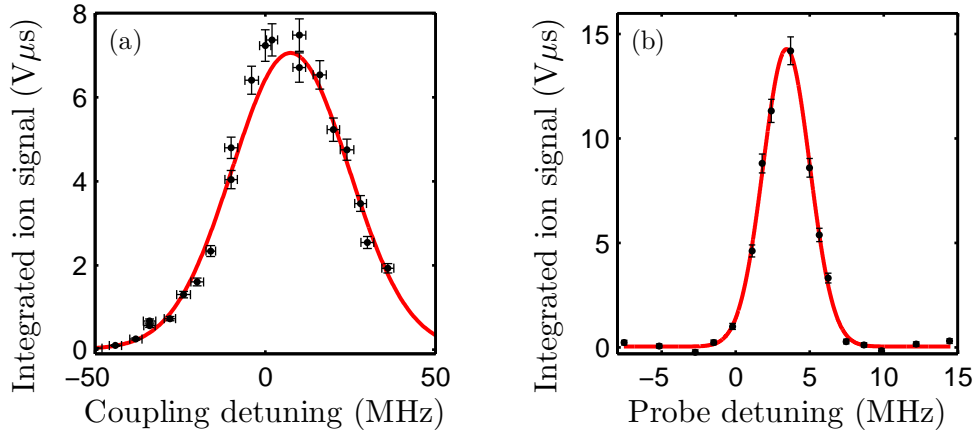 (a)
Integrated ion signal (Vμs)
8
6
4
2
0
−50
0
50
Coupling detuning (MHz)
(b)
Integrated ion signal (Vμs)
15
10
5
0
−5
0
5
10
15
Probe detuning (MHz)